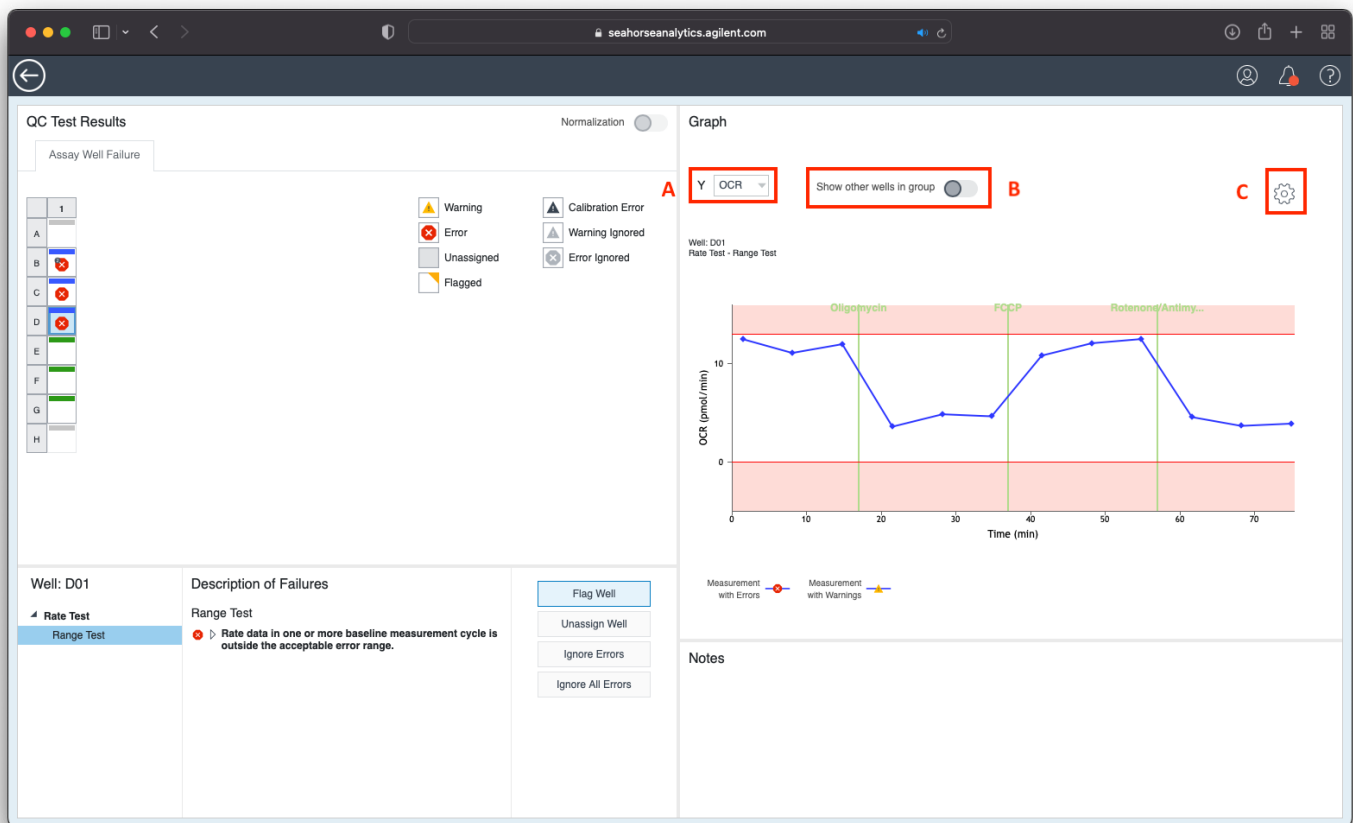 seahorseanalytics.agilent.com
QC Test Results
Normalization
Assay Well Failure
1
A
B
C
D
E
F
G
H
Warning
Error
Unassigned
Flagged
Calibration Error
Warning Ignored
Error Ignored
Graph
A
Y OCR
Show other wells in group
B
C
Well: D01
Rate Test - Range Test
Oligomycin
FCCP
Rotenone/Antimy...
OCR (pmol/min)
10
0
0 10 20 30 40 50 60 70
Time (min)
Measurement
with Errors
Measurement
with Warnings
Well: D01
Rate Test
Range Test
Description of Failures
Range Test
Rate data in one or more baseline measurement cycle is
outside the acceptable error range.
Flag Well
Unassign Well
Ignore Errors
Ignore All Errors
Notes